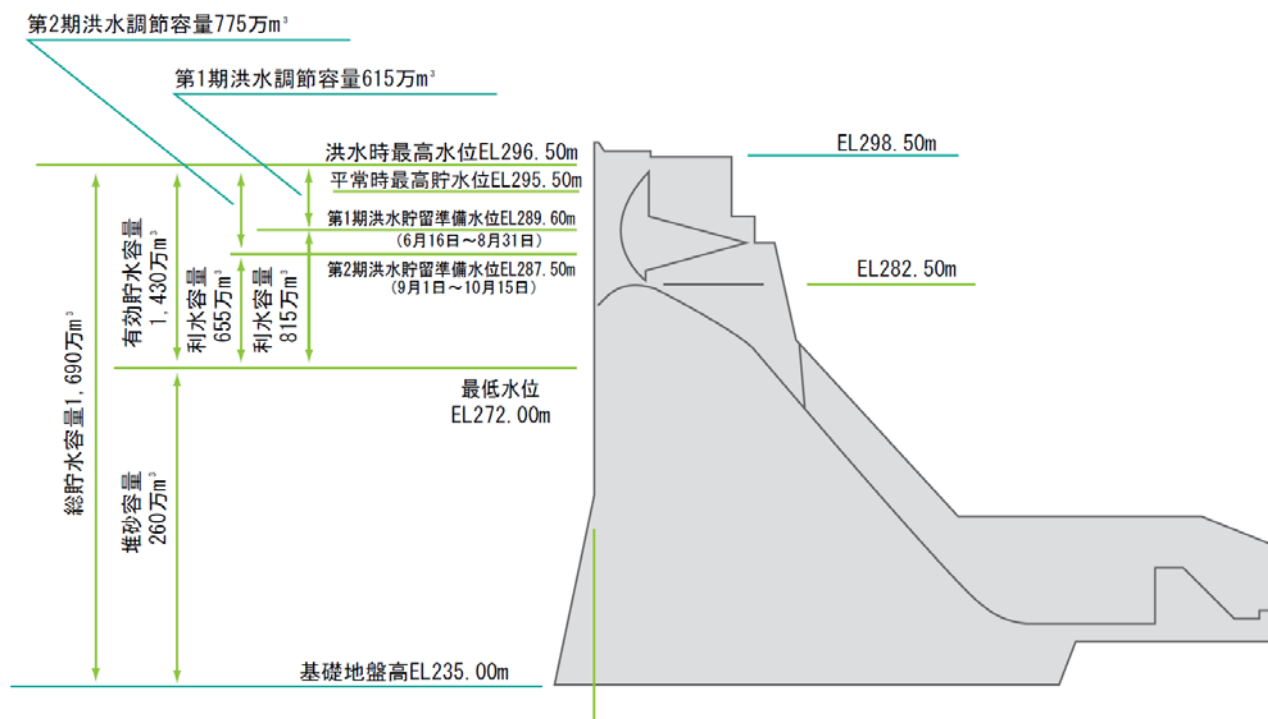 第2期洪水調節容量775万m³
第1期洪水調節容量615万m³
洪水時最高水位EL296.50m
平常時最高貯水位EL295.50m
第1期洪水貯留準備水位EL289.60m
（6月16日～8月31日）
第2期洪水貯留準備水位EL287.50m
（9月1日～10月15日）
最低水位
EL272.00m
基礎地盤高EL235.00m
総貯水容量1,690万m³
有効貯水容量
1,430万m³
利水容量
655万m³
利水容量
815万m³
堆砂容量
260万m³
EL298.50m
EL282.50m